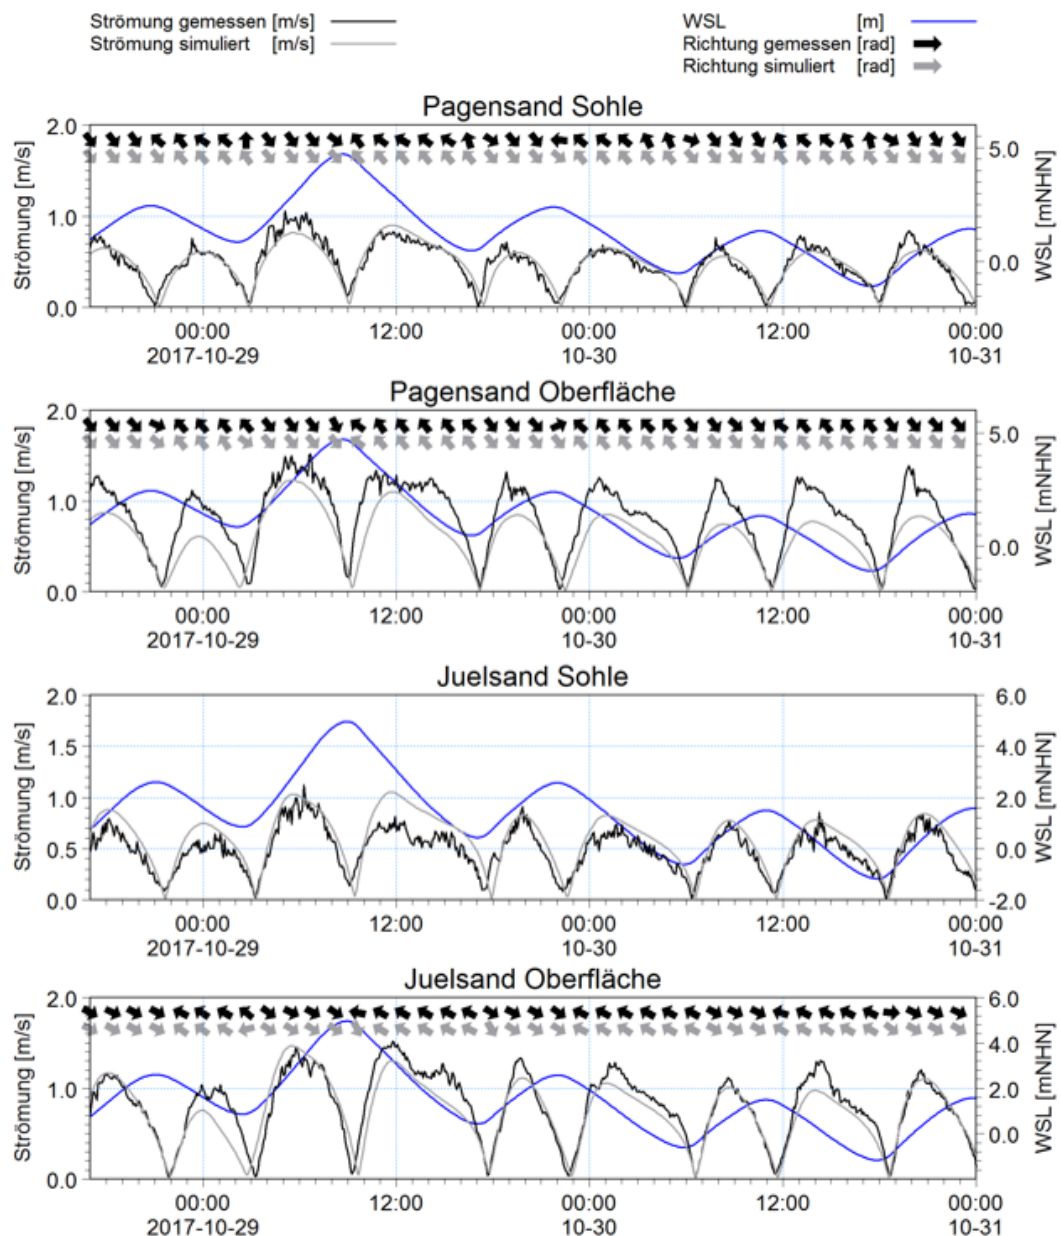 Strömung gemessen [m/s]
Strömung simuliert [m/s]
WSL [m]
Richtung gemessen [rad]
Richtung simuliert [rad]
Pagensand Sohle
Strömung [m/s]
2.0
1.0
0.0
5.0
0.0
WSL [mNHN]
00:00 12:00 00:00 12:00 00:00
2017-10-29 10-30 10-31
Pagensand Oberfläche
Strömung [m/s]
2.0
1.0
0.0
5.0
0.0
WSL [mNHN]
00:00 12:00 00:00 12:00 00:00
2017-10-29 10-30 10-31
Juelsand Sohle
Strömung [m/s]
2.0
1.5
1.0
0.5
0.0
6.0
4.0
2.0
0.0
-2.0
WSL [mNHN]
00:00 12:00 00:00 12:00 00:00
2017-10-29 10-30 10-31
Juelsand Oberfläche
Strömung [m/s]
2.0
1.0
0.0
6.0
4.0
2.0
0.0
WSL [mNHN]
00:00 12:00 00:00 12:00 00:00
2017-10-29 10-30 10-31